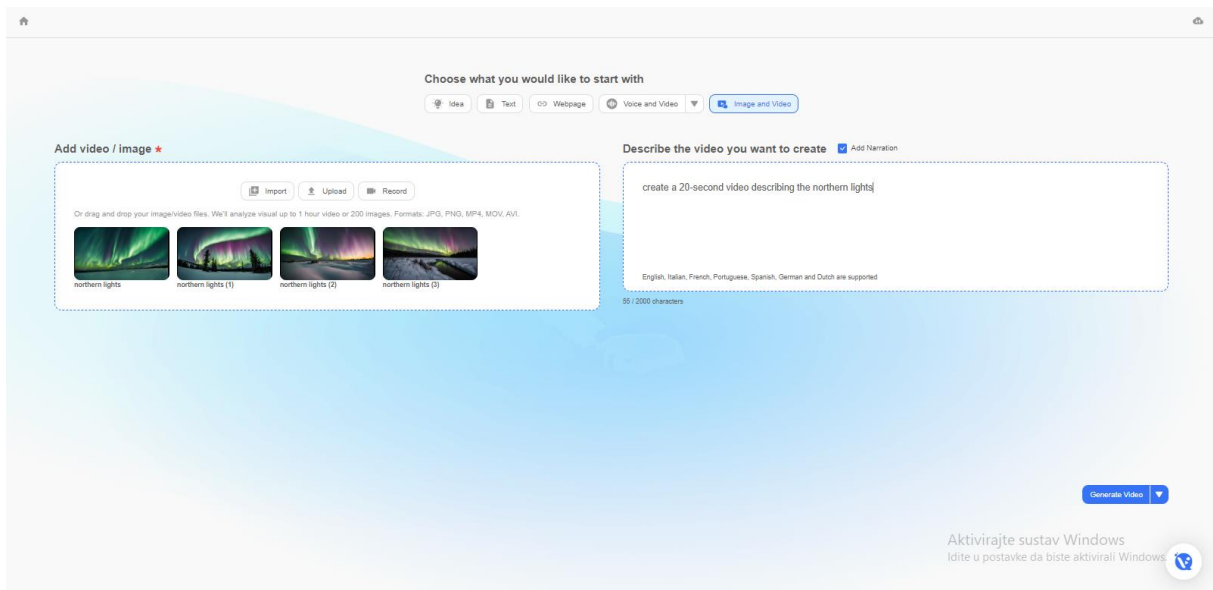 Choose what you would like to start with
Idea
Text
Webpage
Voice and Video
Image and Video
Add video / image *
Import
Upload
Record
Or drag and drop your image/video files. We'll analyze visual up to 1 hour video or 200 images. Formats: JPG, PNG, MP4, MOV, AVI.
northern lights
northern lights (1)
northern lights (2)
northern lights (3)
Describe the video you want to create
Add Narration
create a 20-second video describing the northern lights
English, Italian, French, Portuguese, Spanish, German and Dutch are supported
55 / 2000 characters
Generate Video
Aktivirajte sustav Windows
Idite u postavke da biste aktivirali Windows.